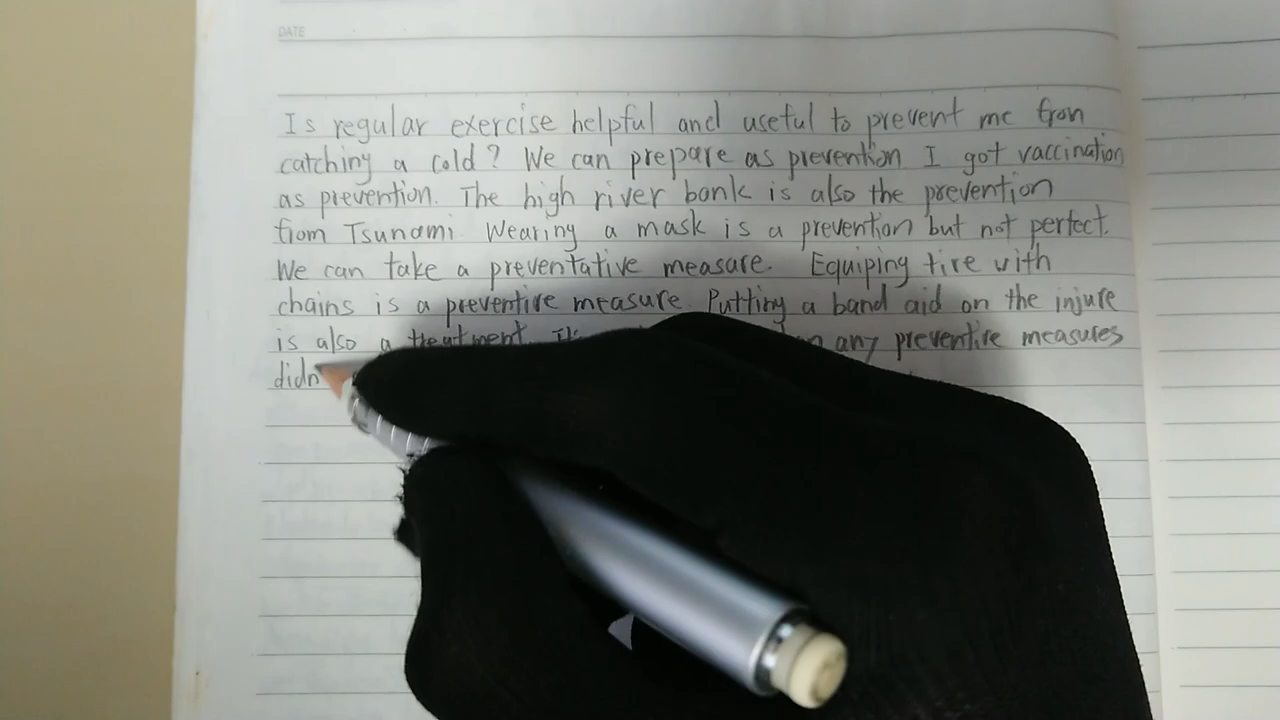 DATE
Is regular exercise helpful and useful to prevent me from
catching a cold? We can prepare as prevention I got vaccination
as prevention. The high river bank is also the prevention
from Tsunami Wearing a mask is a prevention but not perfect.
We can take a preventative measure. Equiping tire with
chains is a preventive measure. Putting a band aid on the injure
is also a treatment. any preventive measures
didn